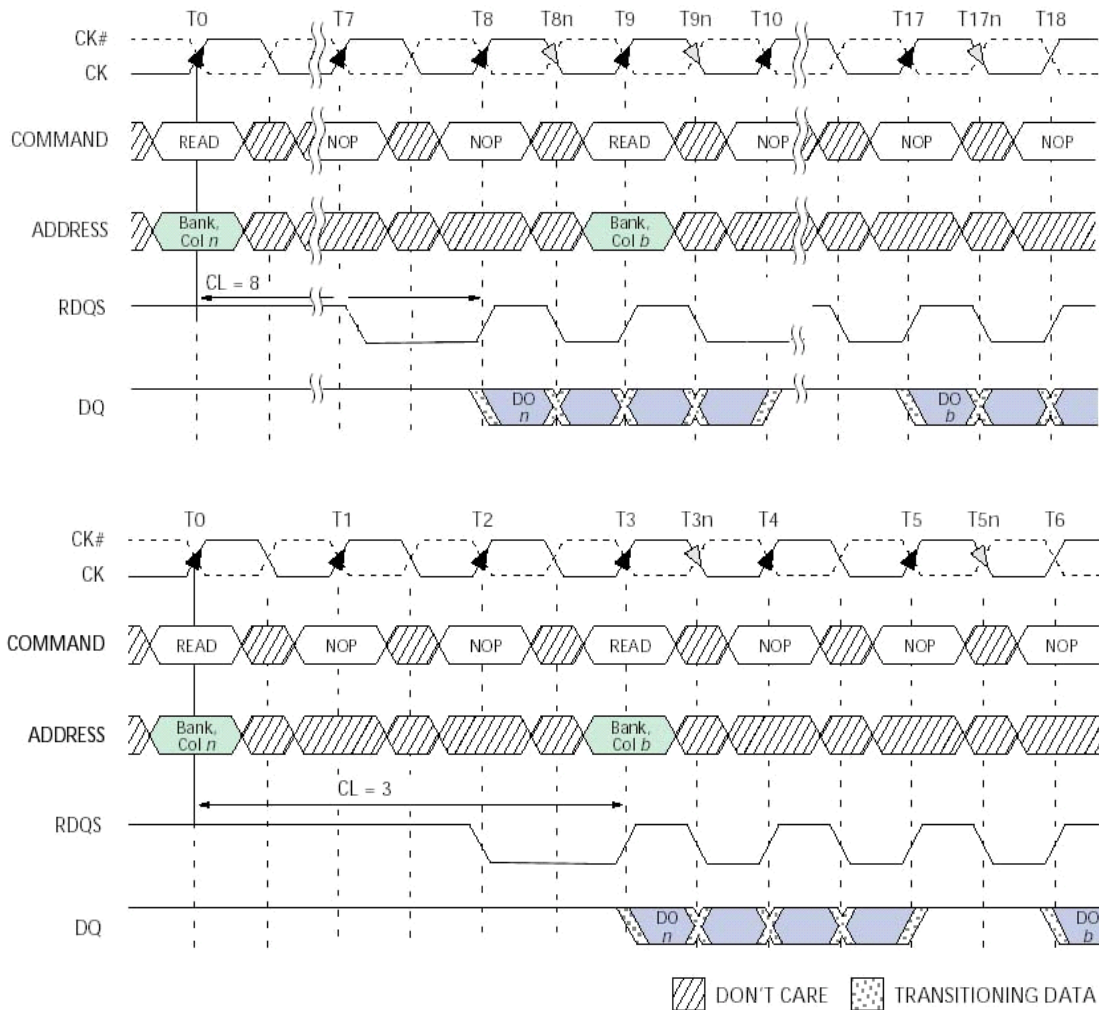 T0 T7 T8 T8n T9 T9n T10 T17 T17n T18
CK#
CK
COMMAND READ NOP NOP READ NOP NOP NOP
ADDRESS Bank, Col n Bank, Col b
CL = 8
RDQS
DQ DO n DO b
T0 T1 T2 T3 T3n T4 T5 T5n T6
CK#
CK
COMMAND READ NOP NOP READ NOP NOP NOP
ADDRESS Bank, Col n Bank, Col b
CL = 3
RDQS
DQ DO n DO b
DON'T CARE TRANSITIONING DATA